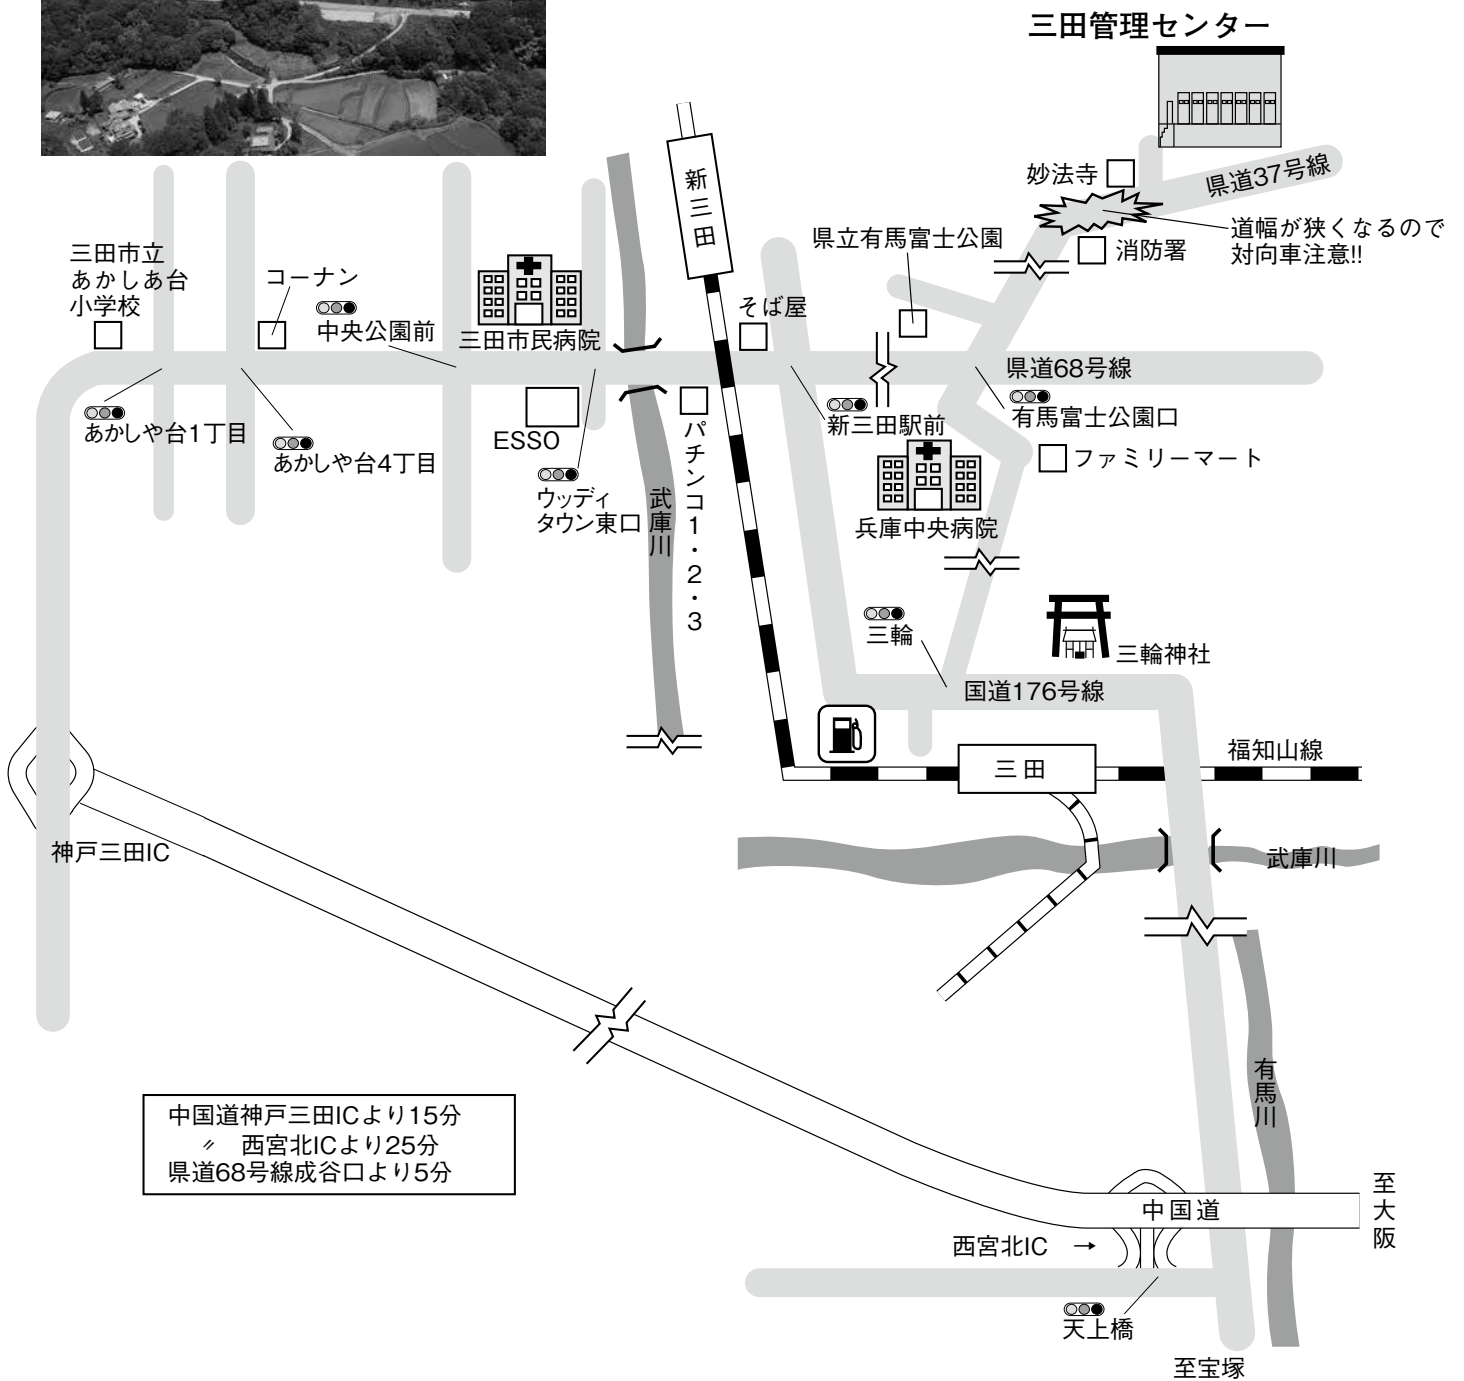 三田管理センター
妙法寺
県道37号線
道幅が狭くなるので
対向車注意!!
消防署
県立有馬富士公園
新三田
三田市立
あかしあ台
小学校
コーナン
中央公園前
三田市民病院
そば屋
県道68号線
あかしや台1丁目
あかしや台4丁目
ESSO
ウッディ
タウン東口
武庫川
パチンコ1・2・3
新三田駅前
有馬富士公園口
ファミリーマート
兵庫中央病院
三輪
三輪神社
国道176号線
三田
福知山線
神戸三田IC
武庫川
有馬川
中国道神戸三田ICより15分
〃 西宮北ICより25分
県道68号線成谷口より5分
中国道
至大阪
西宮北IC →
天上橋
至宝塚